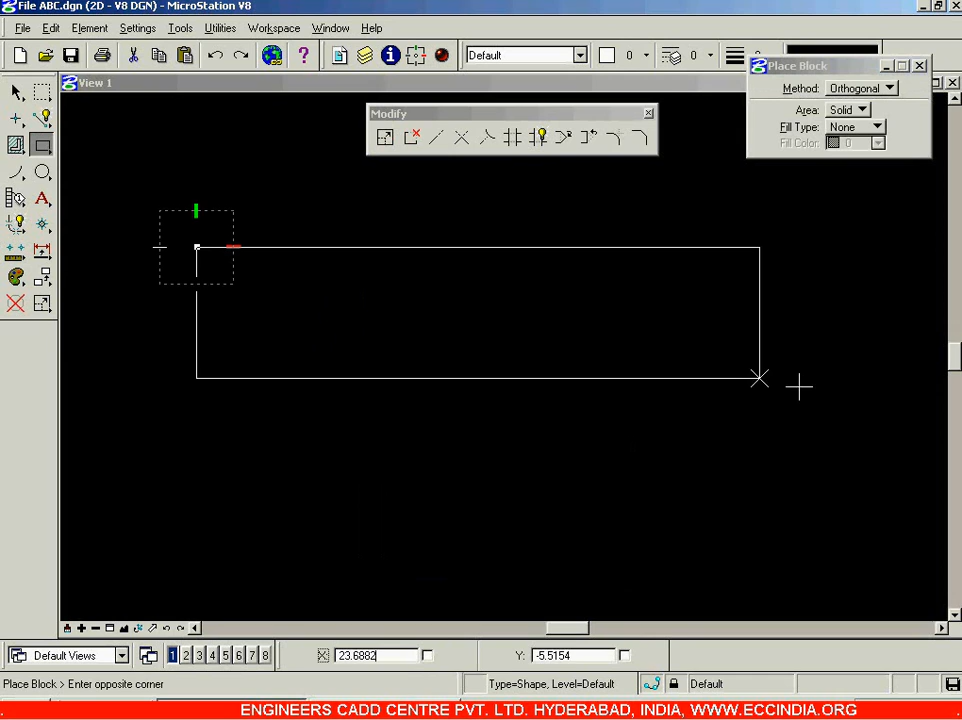 File ABC.dgn (2D - V8 DGN) - MicroStation V8
File Edit Element Settings Tools Utilities Workspace Window Help
Default 0 0
View 1
Place Block
Method: Orthogonal
Area: Solid
Fill Type: None
Fill Color: 0
Modify
Default Views 1 2 3 4 5 6 7 8 X: 23.6882 Y: -5.5154
Place Block > Enter opposite corner Type=Shape, Level=Default Default
ENGINEERS CADD CENTRE PVT. LTD. HYDERABAD, INDIA, WWW.ECCINDIA.ORG